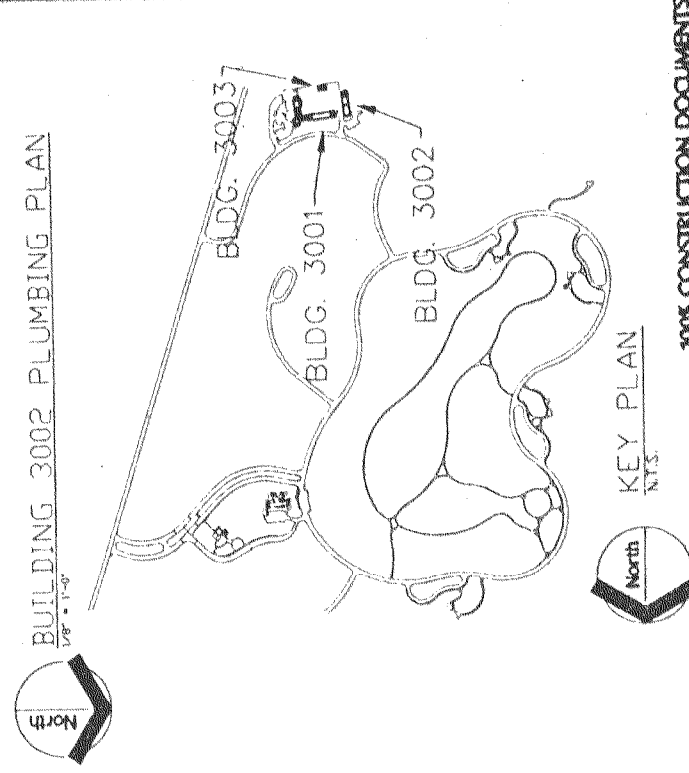 BUILDING 3002 PLUMBING PLAN
1/8" = 1'-0"
North
BLDG. 3003
BLDG. 3001
BLDG. 3002
KEY PLAN
N.T.S.
North
100% CONSTRUCTION DOCUMENTS